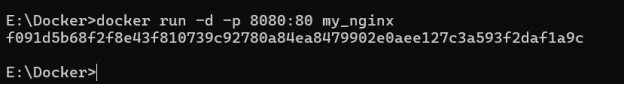 E:\Docker>docker run -d -p 8080:80 my_nginx
f091d5b68f2f8e43f810739c92780a84ea8479902e0aee127c3a593f2daf1a9c
E:\Docker>